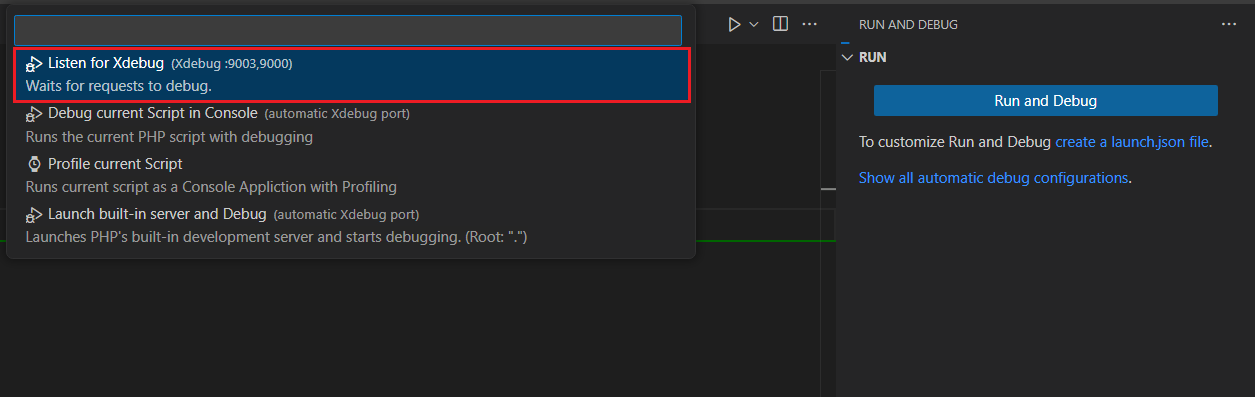 Listen for Xdebug (Xdebug :9003,9000)
Waits for requests to debug.
Debug current Script in Console (automatic Xdebug port)
Runs the current PHP script with debugging
Profile current Script
Runs current script as a Console Appliction with Profiling
Launch built-in server and Debug (automatic Xdebug port)
Launches PHP's built-in development server and starts debugging. (Root: ".")
RUN AND DEBUG
RUN
Run and Debug
To customize Run and Debug create a launch.json file.
Show all automatic debug configurations.